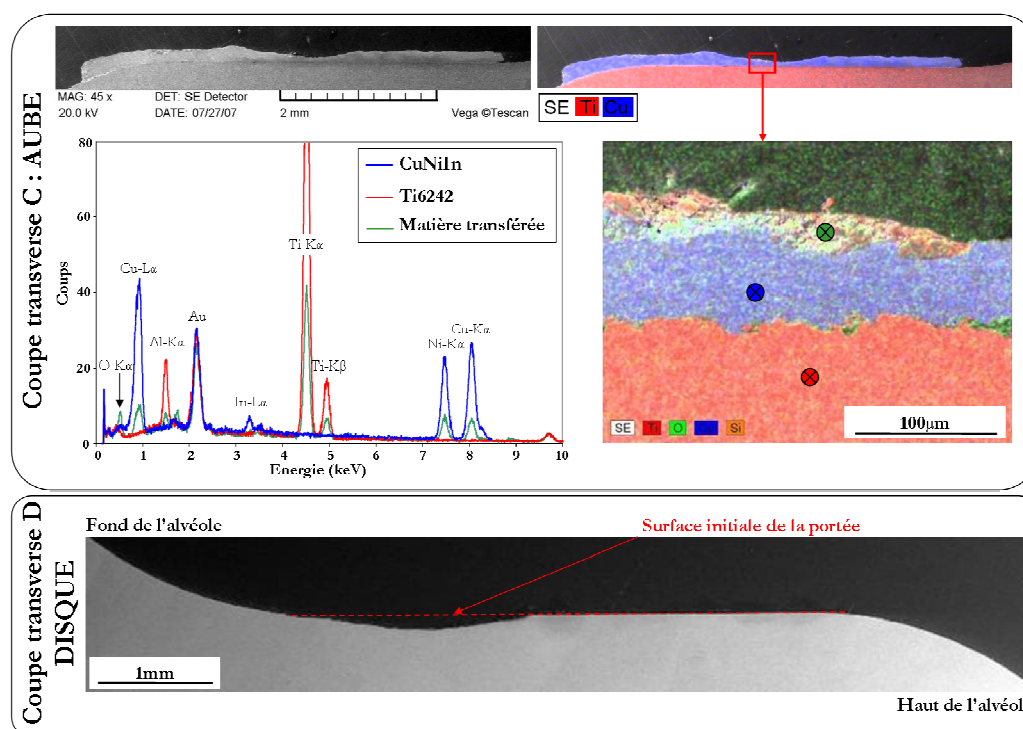 Coupe transverse C : AUBE
MAG: 45 x DET: SE Detector
20.0 kV DATE: 07/27/07 2 mm Vega ©Tescan
SE Ti Cu
80
60
40
20
0
Coups
CuNiIn
Ti6242
Matière transférée
Ti Kα
Cu-Lα
Au
Al-Kα
O Kα
In-Lα
Ti-Kβ
Ni-Kα
Cu-Kα
0 1 2 3 4 5 6 7 8 9 10
Energie (keV)
SE Ti O Cu Si
100µm
Coupe transverse D
DISQUE
Fond de l'alvéole
Surface initiale de la portée
1mm
Haut de l'alvéol